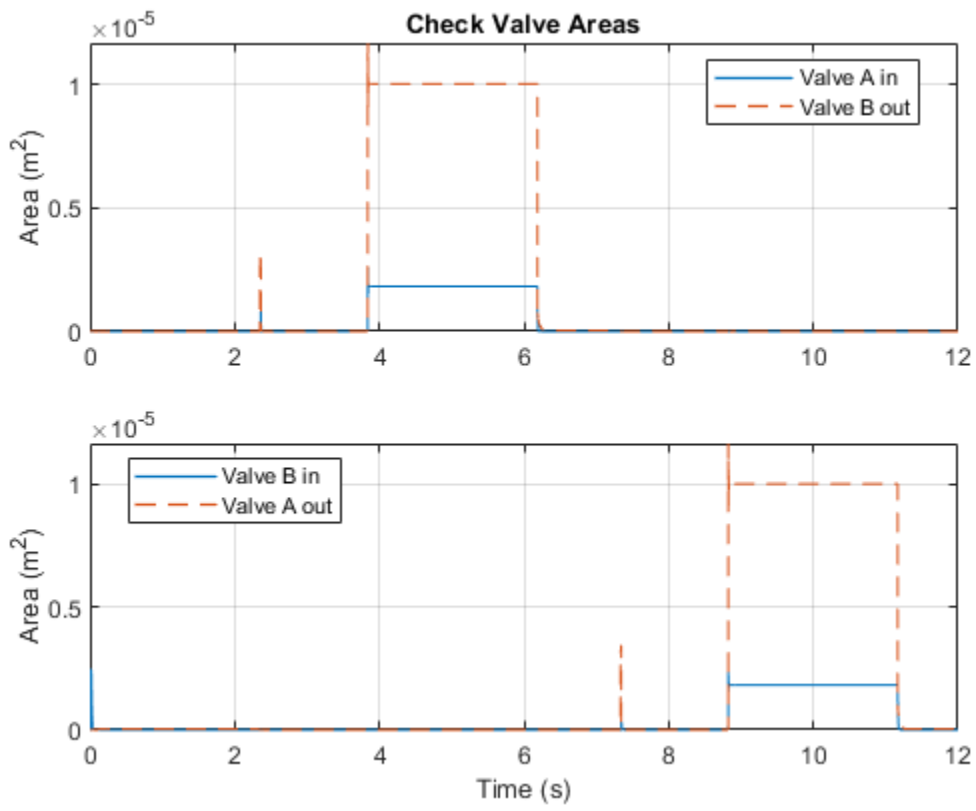 Check Valve Areas
×10⁻⁵
1
0.5
0
Area (m²)
Valve A in
Valve B out
0 2 4 6 8 10 12
×10⁻⁵
1
0.5
0
Area (m²)
Valve B in
Valve A out
0 2 4 6 8 10 12
Time (s)